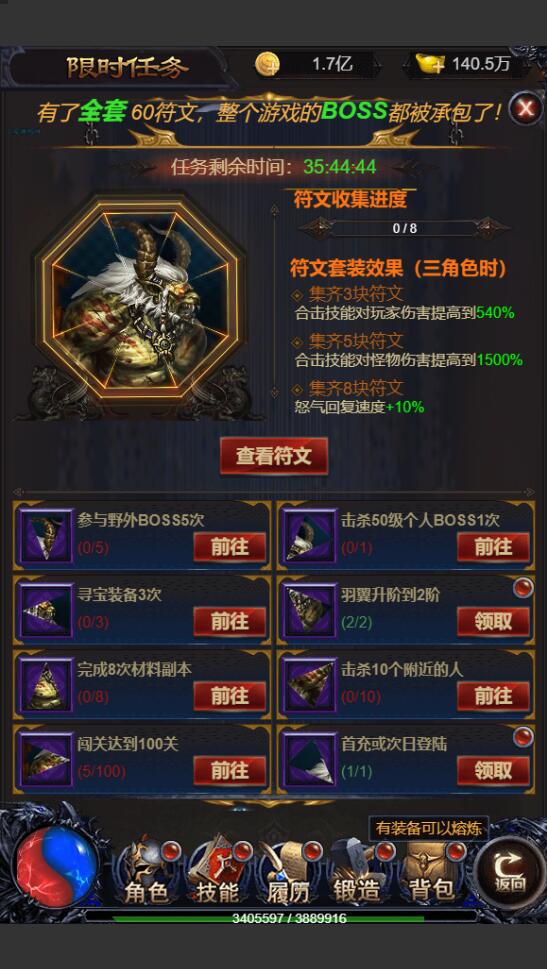 限时任务
1.7亿
140.5万
有了全套 60符文，整个游戏的BOSS都被承包了！
任务剩余时间：35:44:44
符文收集进度
0 / 8
符文套装效果（三角色时）
集齐3块符文
合击技能对玩家伤害提高到540%
集齐5块符文
合击技能对怪物伤害提高到1500%
集齐8块符文
怒气回复速度+10%
查看符文
参与野外BOSS5次
(0/5)
前往
击杀50级个人BOSS1次
(0/1)
前往
寻宝装备3次
(0/3)
前往
羽翼升阶到2阶
(2/2)
领取
完成8次材料副本
(0/8)
前往
击杀10个附近的人
(0/10)
前往
闯关达到100关
(5/100)
前往
首充或次日登陆
(1/1)
领取
有装备可以熔炼
角色
技能
履历
锻造
背包
返回
3405597 / 3889916